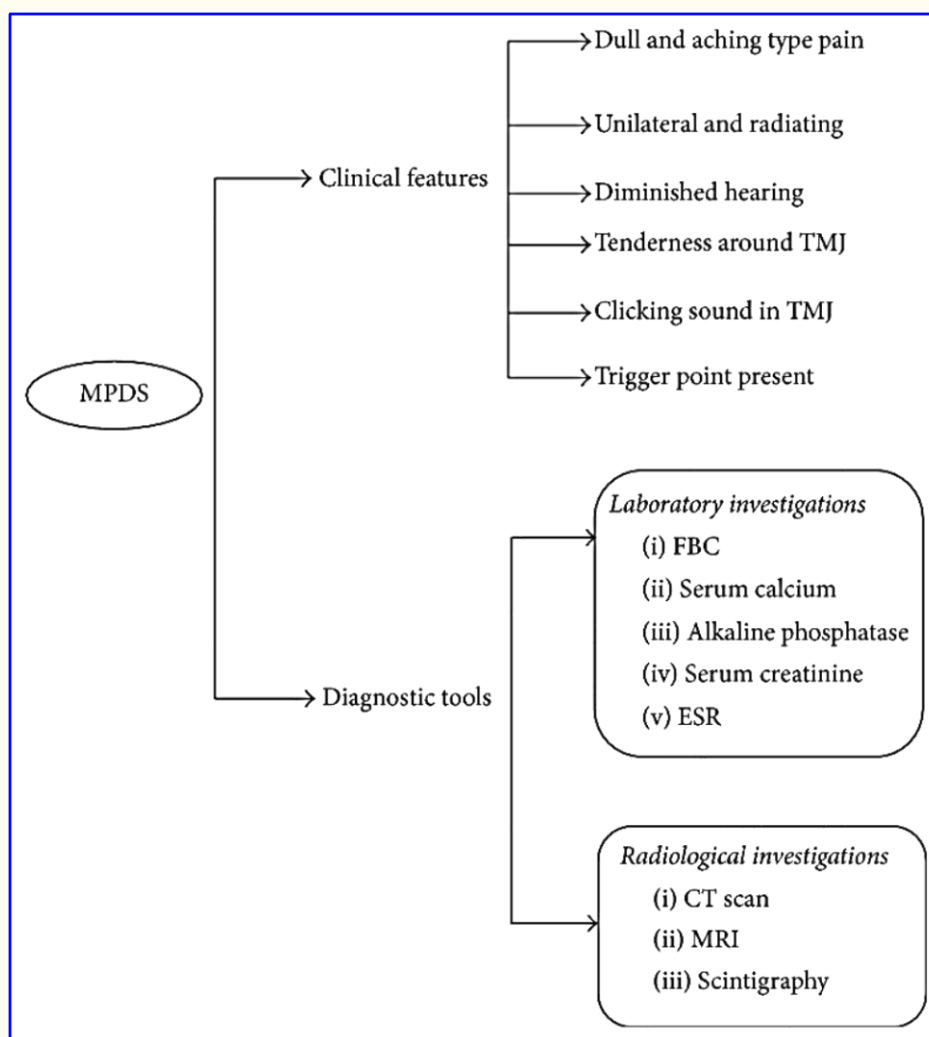 MPDS
Clinical features
Dull and aching type pain
Unilateral and radiating
Diminished hearing
Tenderness around TMJ
Clicking sound in TMJ
Trigger point present
Diagnostic tools
Laboratory investigations
(i) FBC
(ii) Serum calcium
(iii) Alkaline phosphatase
(iv) Serum creatinine
(v) ESR
Radiological investigations
(i) CT scan
(ii) MRI
(iii) Scintigraphy